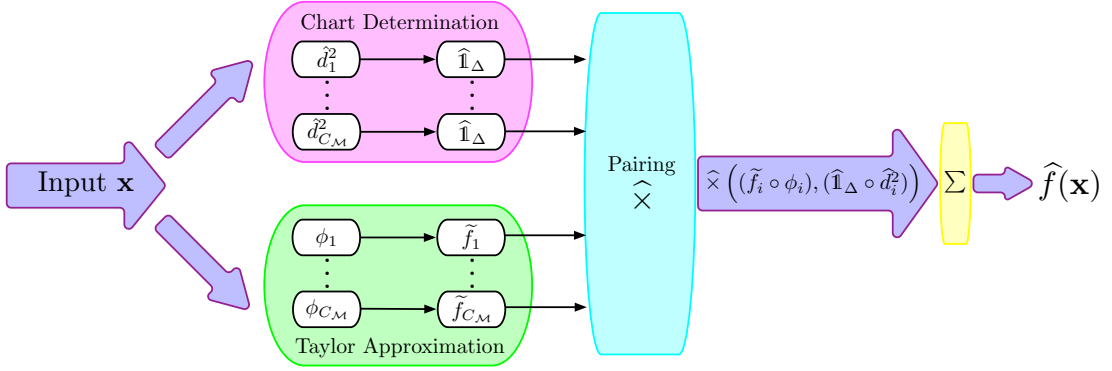 Chart Determination
d̂₁² 𝟙̂_Δ
⋮ ⋮
d̂²_{C_ℳ} 𝟙̂_Δ
Input 𝐱
Pairing
×̂
×̂((f̃ᵢ ∘ ϕᵢ), (𝟙̂_Δ ∘ d̂ᵢ²))
∑
f̂(𝐱)
ϕ₁ f̃₁
⋮ ⋮
ϕ_{C_ℳ} f̃_{C_ℳ}
Taylor Approximation